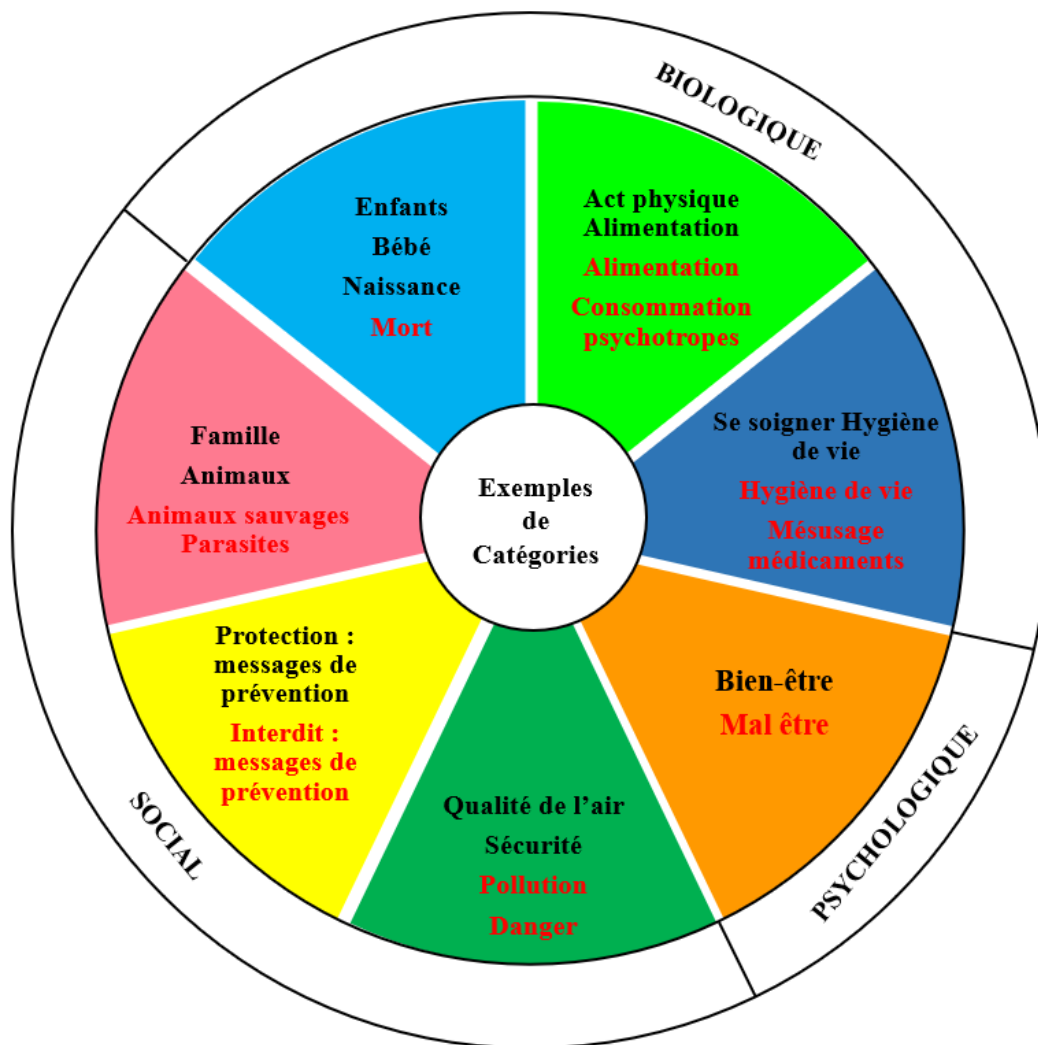 BIOLOGIQUE
Enfants
Bébé
Naissance
Mort
Act physique
Alimentation
Alimentation
Consommation
psychotropes
Se soigner Hygiène
de vie
Hygiène de vie
Mésusage
médicaments
Famille
Animaux
Animaux sauvages
Parasites
Exemples
de
Catégories
Protection :
messages de
prévention
Interdit :
messages de
prévention
Bien-être
Mal être
Qualité de l’air
Sécurité
Pollution
Danger
SOCIAL
PSYCHOLOGIQUE